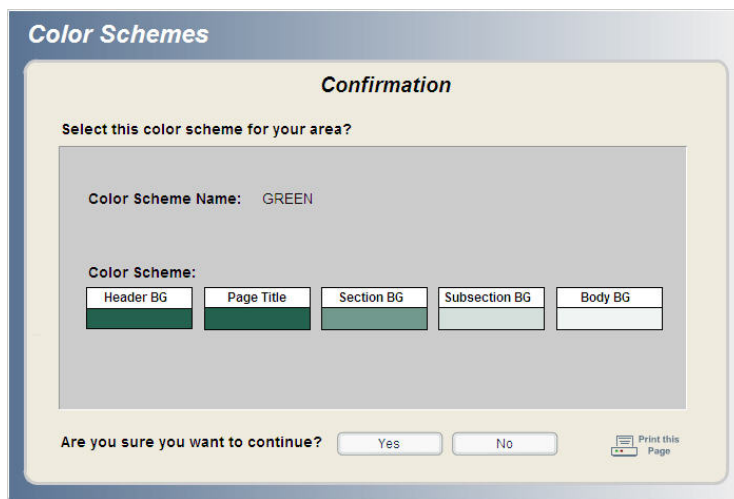 Color Schemes
Confirmation
Select this color scheme for your area?
Color Scheme Name: GREEN
Color Scheme:
Header BG Page Title Section BG Subsection BG Body BG
Are you sure you want to continue? Yes No Print this
Page